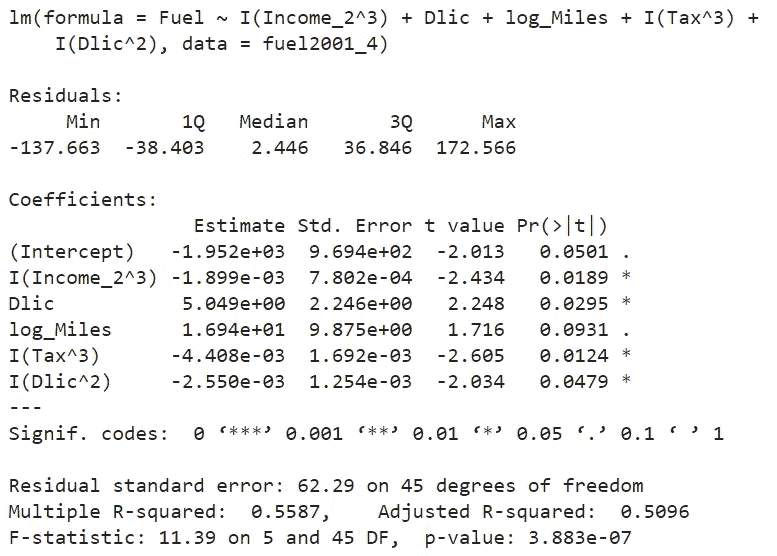 lm(formula = Fuel ~ I(Income_2^3) + Dlic + log_Miles + I(Tax^3) +
    I(Dlic^2), data = fuel2001_4)
Residuals:
     Min       1Q   Median       3Q      Max
-137.663  -38.403    2.446   36.846  172.566
Coefficients:
                Estimate Std. Error t value Pr(>|t|)
(Intercept)   -1.952e+03  9.694e+02  -2.013   0.0501 .
I(Income_2^3) -1.899e-03  7.802e-04  -2.434   0.0189 *
Dlic           5.049e+00  2.246e+00   2.248   0.0295 *
log_Miles      1.694e+01  9.875e+00   1.716   0.0931 .
I(Tax^3)      -4.408e-03  1.692e-03  -2.605   0.0124 *
I(Dlic^2)     -2.550e-03  1.254e-03  -2.034   0.0479 *
---
Signif. codes:  0 ‘***’ 0.001 ‘**’ 0.01 ‘*’ 0.05 ‘.’ 0.1 ‘ ’ 1
Residual standard error: 62.29 on 45 degrees of freedom
Multiple R-squared:  0.5587,    Adjusted R-squared:  0.5096
F-statistic: 11.39 on 5 and 45 DF,  p-value: 3.883e-07